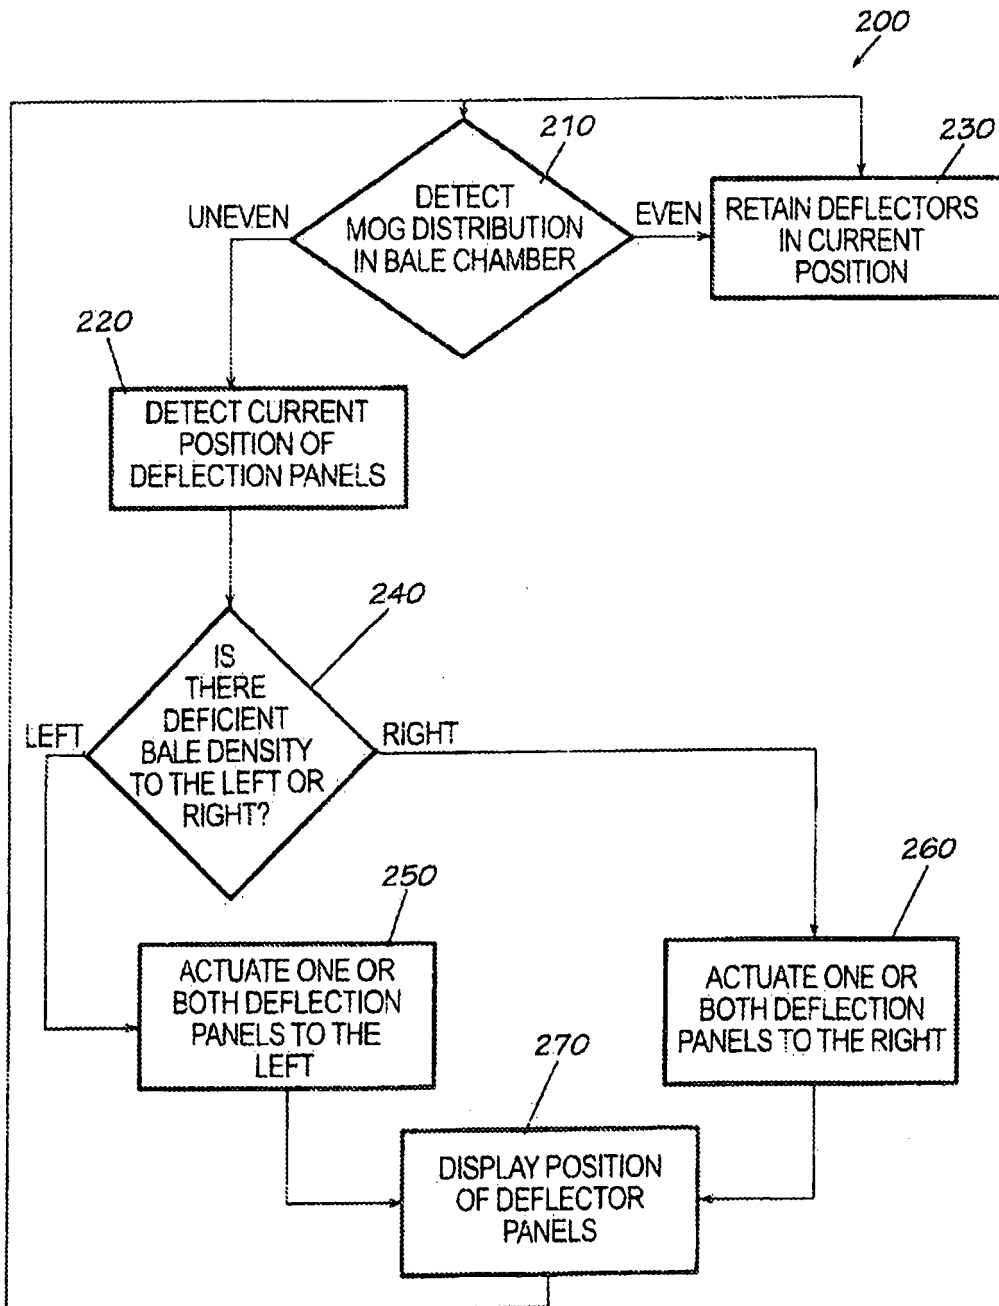 200
210
DETECT
MOG DISTRIBUTION
IN BALE CHAMBER
UNEVEN
EVEN
230
RETAIN DEFLECTORS
IN CURRENT
POSITION
220
DETECT CURRENT
POSITION OF
DEFLECTION PANELS
240
IS
THERE
DEFICIENT
BALE DENSITY
TO THE LEFT OR
RIGHT?
LEFT
RIGHT
250
ACTUATE ONE OR
BOTH DEFLECTION
PANELS TO THE
LEFT
260
ACTUATE ONE OR
BOTH DEFLECTION
PANELS TO THE RIGHT
270
DISPLAY POSITION
OF DEFLECTOR
PANELS